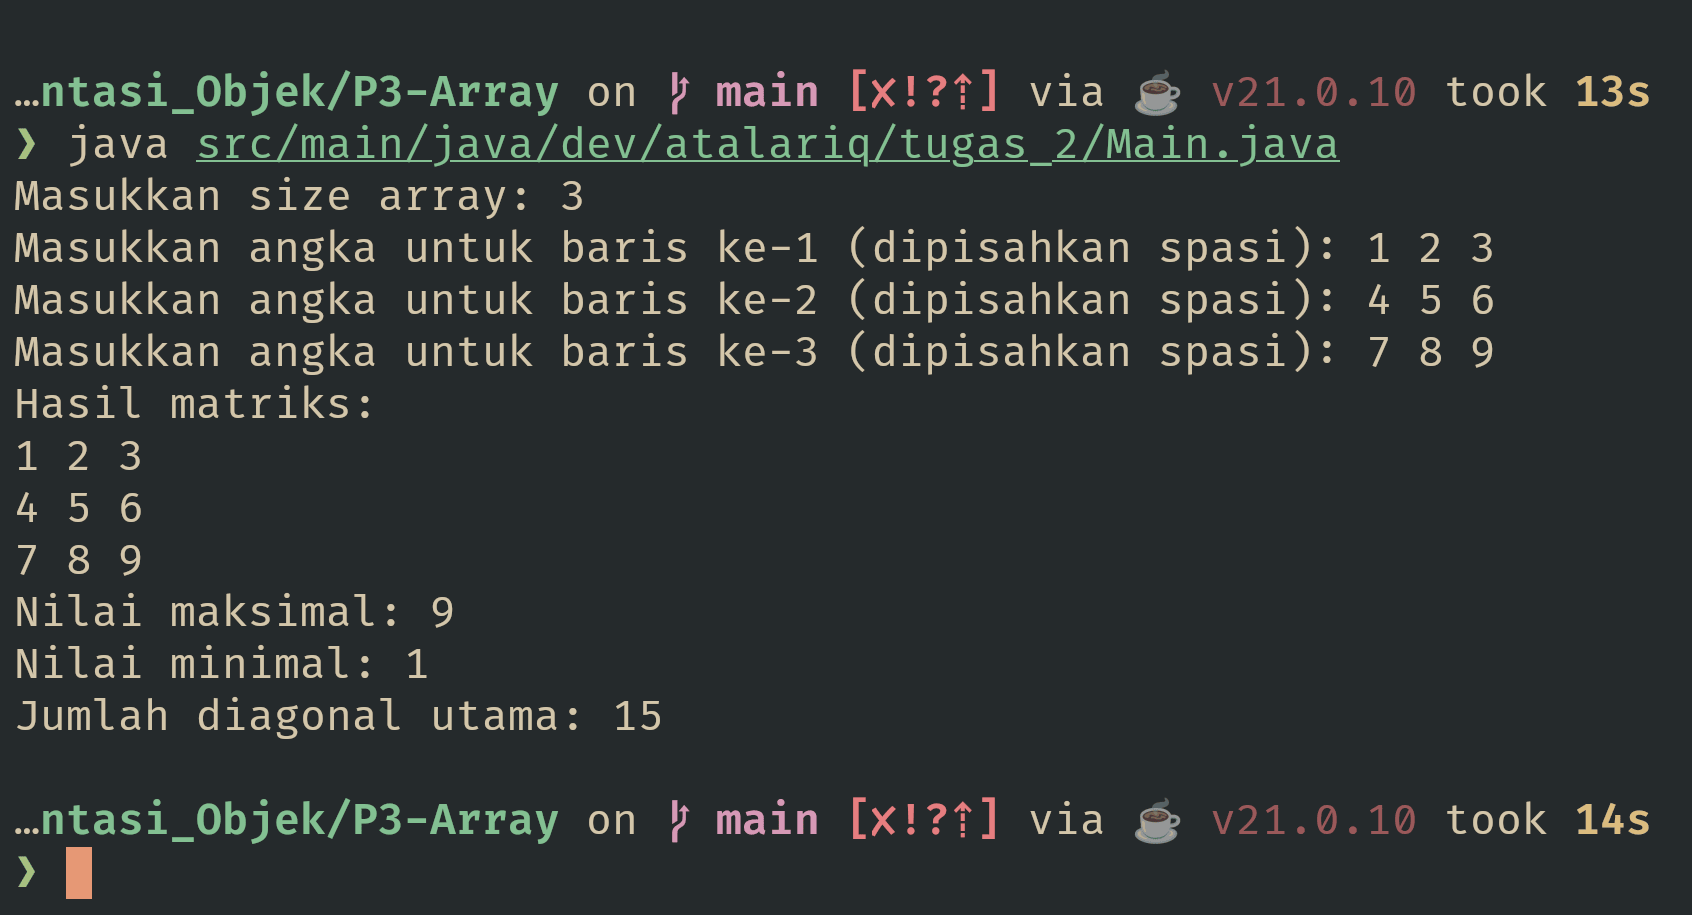 …ntasi_Objek/P3-Array on main [✗!?⇡] via ☕ v21.0.10 took 13s
❯ java src/main/java/dev/atalariq/tugas_2/Main.java
Masukkan size array: 3
Masukkan angka untuk baris ke-1 (dipisahkan spasi): 1 2 3
Masukkan angka untuk baris ke-2 (dipisahkan spasi): 4 5 6
Masukkan angka untuk baris ke-3 (dipisahkan spasi): 7 8 9
Hasil matriks:
1 2 3
4 5 6
7 8 9
Nilai maksimal: 9
Nilai minimal: 1
Jumlah diagonal utama: 15
…ntasi_Objek/P3-Array on main [✗!?⇡] via ☕ v21.0.10 took 14s
❯